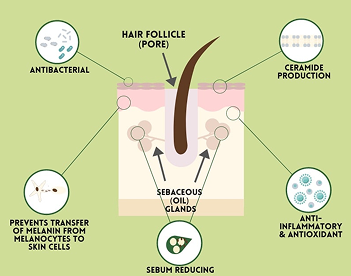 HAIR FOLLICLE
(PORE)
ANTIBACTERIAL
CERAMIDE
PRODUCTION
SEBACEOUS
(OIL)
GLANDS
PREVENTS TRANSFER
OF MELANIN FROM
MELANOCYTES TO
SKIN CELLS
ANTI-
INFLAMMATORY
& ANTIOXIDANT
SEBUM REDUCING